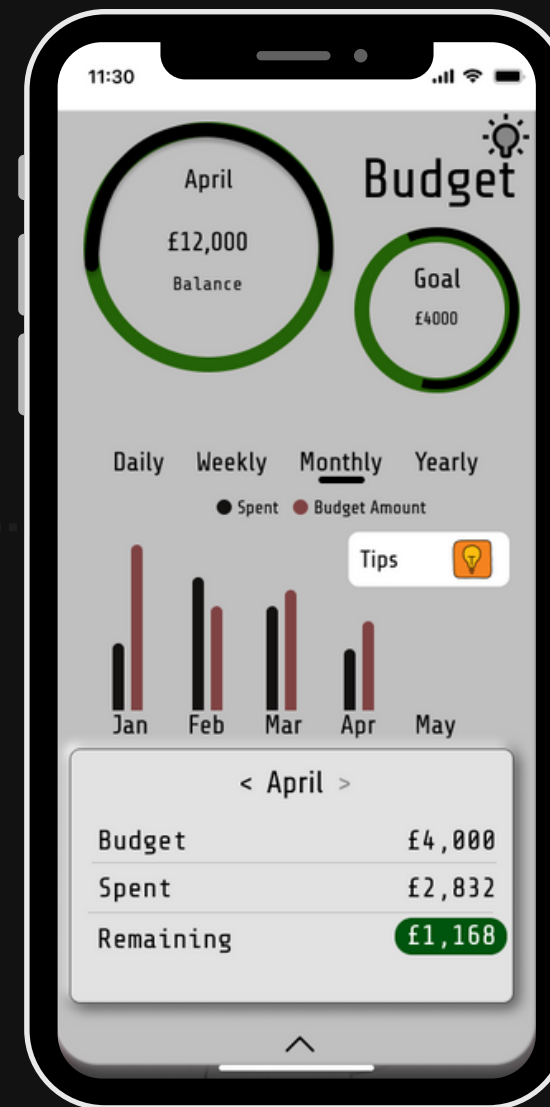 11:30
Budget
April
£12,000
Balance
Goal
£4000
Daily Weekly Monthly Yearly
Spent Budget Amount
Tips
Jan Feb Mar Apr May
< April >
Budget £4,000
Spent £2,832
Remaining £1,168